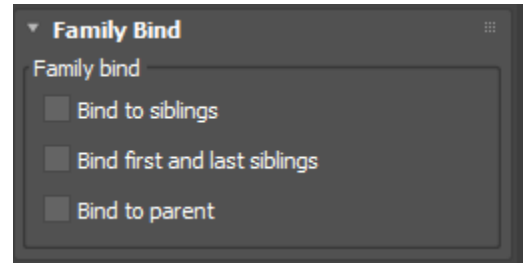 Family Bind
Family bind
Bind to siblings
Bind first and last siblings
Bind to parent